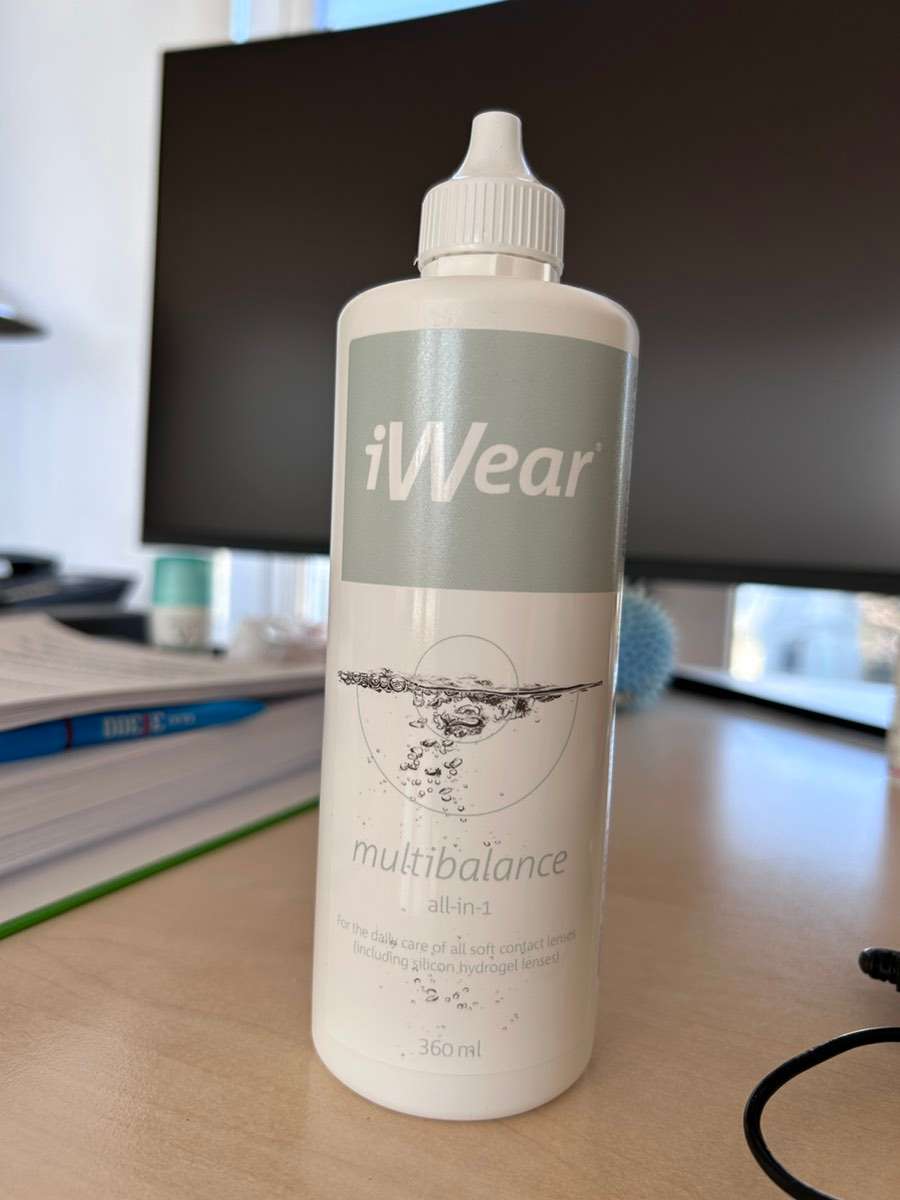 iWear®
multibalance
all-in-1
For the daily care of all soft contact lenses
(including silicon hydrogel lenses)
360 ml